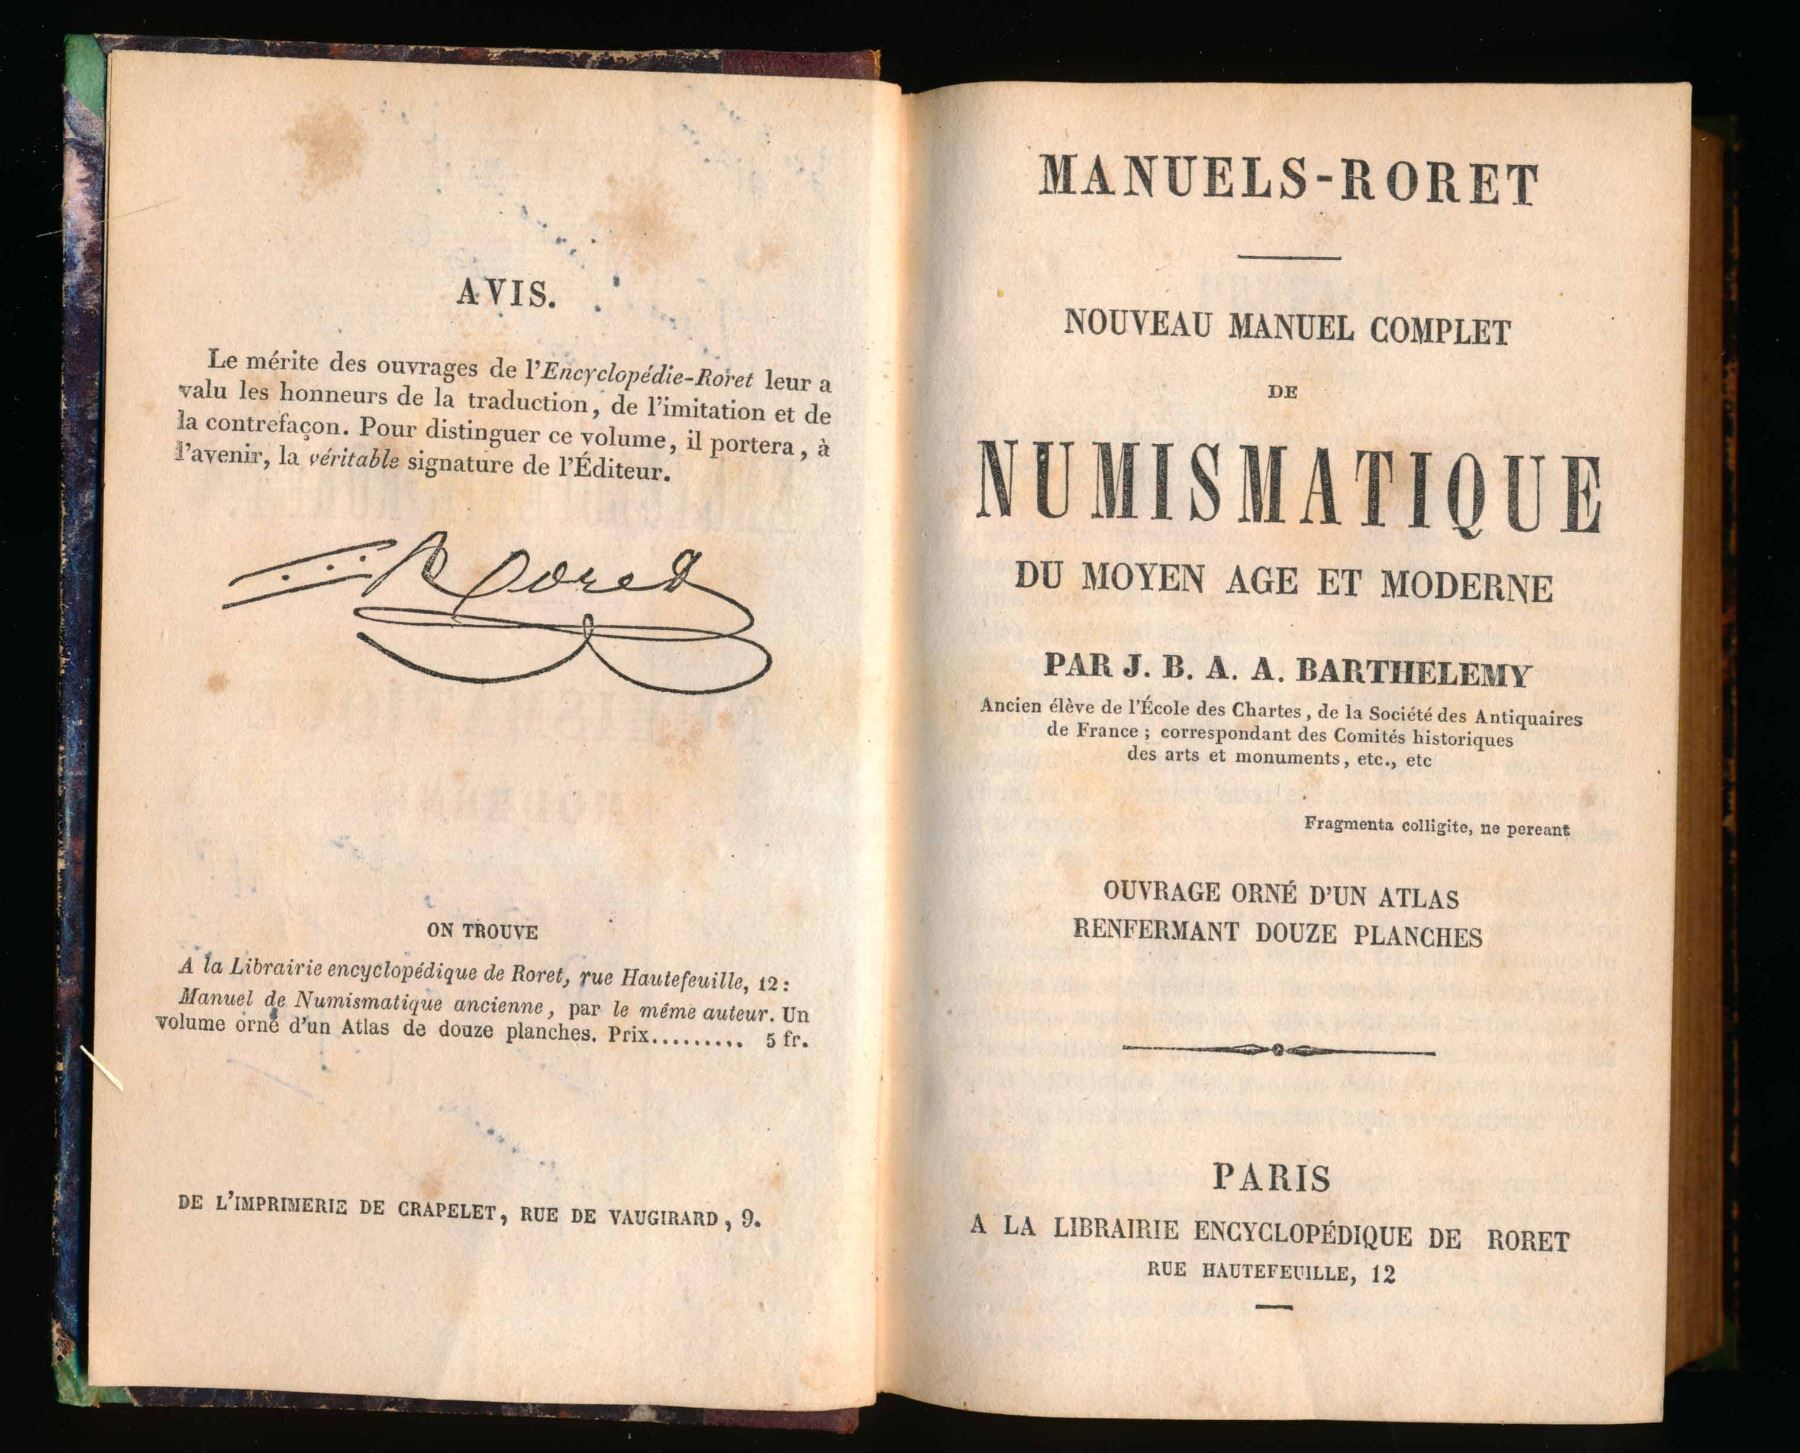 AVIS.
Le mérite des ouvrages de l'Encyclopédie-Roret leur a
valu les honneurs de la traduction, de l'imitation et de
la contrefaçon. Pour distinguer ce volume, il portera, à
l'avenir, la véritable signature de l'Éditeur.
Roret
ON TROUVE
A la Librairie encyclopédique de Roret, rue Hautefeuille, 12:
Manuel de Numismatique ancienne, par le même auteur. Un
volume orné d'un Atlas de douze planches. Prix......... 5 fr.
DE L'IMPRIMERIE DE CRAPELET, RUE DE VAUGIRARD, 9.
MANUELS-RORET
NOUVEAU MANUEL COMPLET
DE
NUMISMATIQUE
DU MOYEN AGE ET MODERNE
PAR J. B. A. A. BARTHELEMY
Ancien élève de l'École des Chartes, de la Société des Antiquaires
de France; correspondant des Comités historiques
des arts et monuments, etc., etc
Fragmenta colligite, ne pereant
OUVRAGE ORNÉ D'UN ATLAS
RENFERMANT DOUZE PLANCHES
PARIS
A LA LIBRAIRIE ENCYCLOPÉDIQUE DE RORET
RUE HAUTEFEUILLE, 12